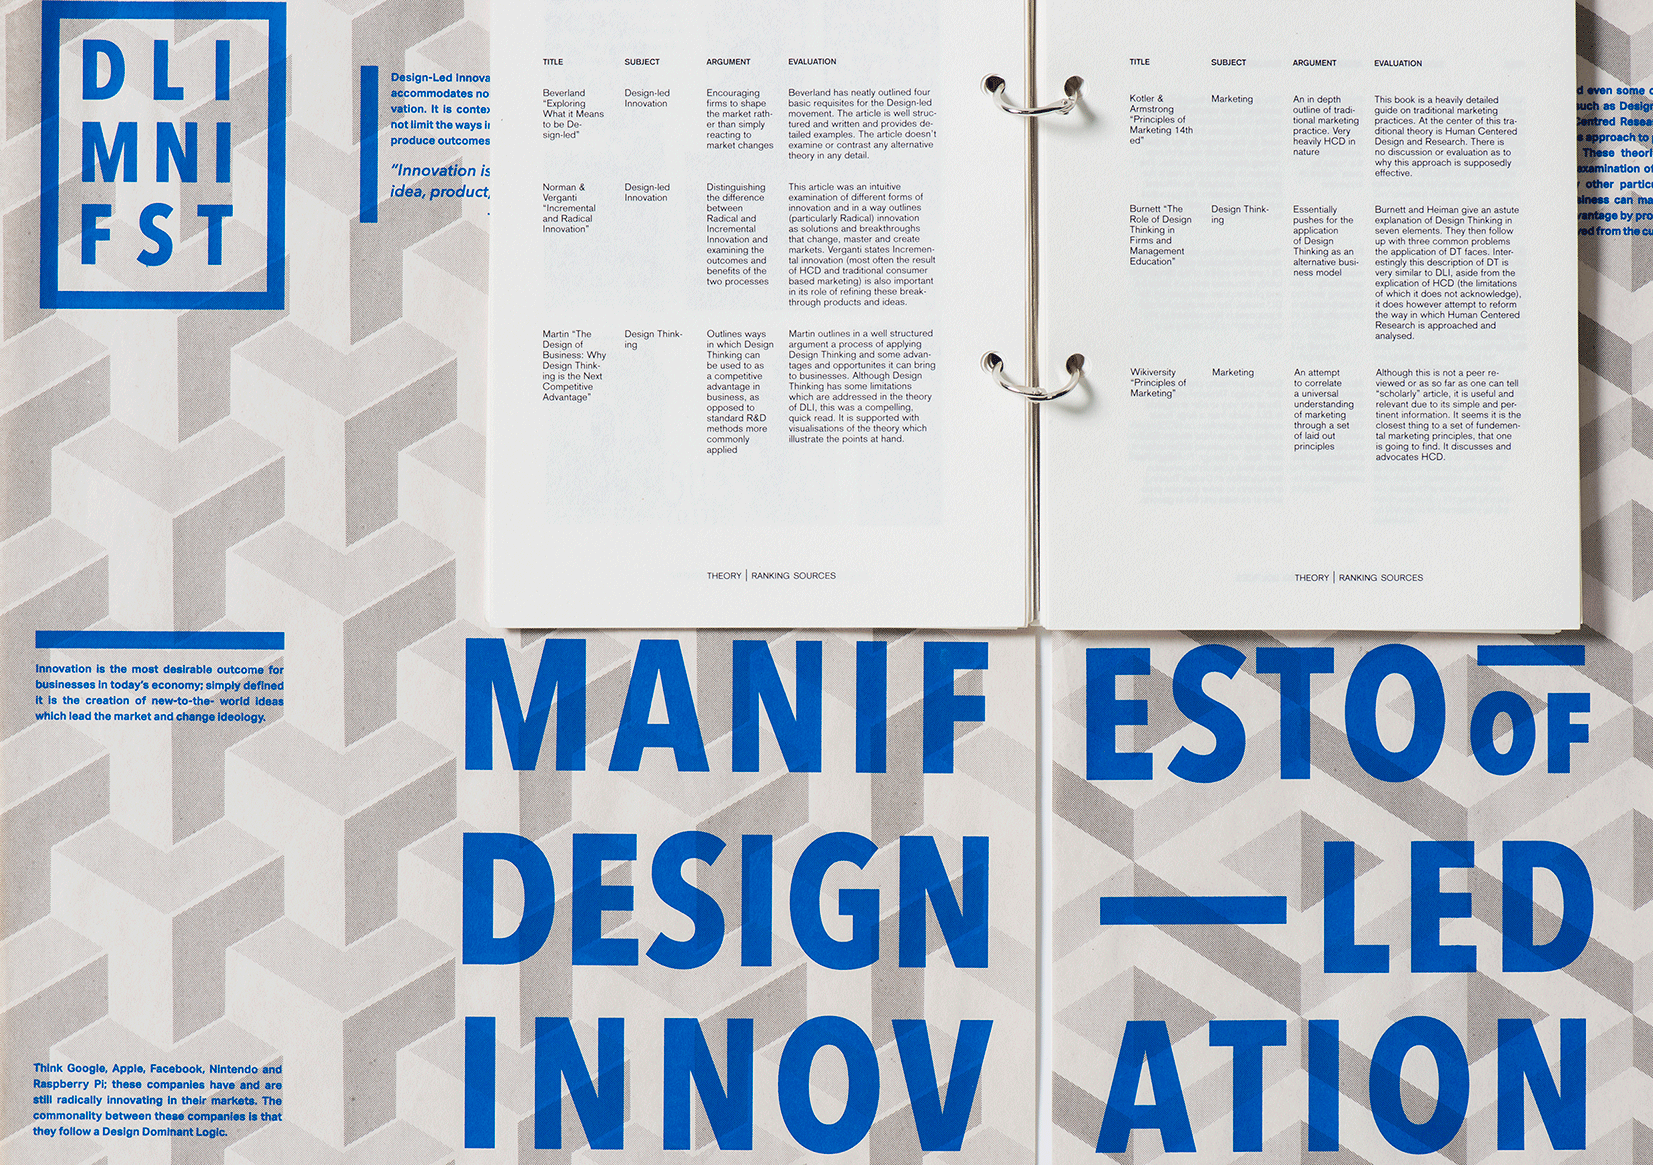 DLI
MNI
FST
Design-Led Innova
accommodates no
vation. It is contex
not limit the ways in
produce outcomes
"Innovation is
idea, product,
TITLE SUBJECT ARGUMENT EVALUATION
Beverland
"Exploring
What it Means
to be De-
sign-led"
Design-led
Innovation
Encouraging
firms to shape
the market rath-
er than simply
reacting to
market changes
Beverland has neatly outlined four
basic requisites for the Design-led
movement. The article is well struc-
tured and written and provides de-
tailed examples. The article doesn't
examine or contrast any alternative
theory in any detail.
Norman &
Verganti
"Incremental
and Radical
Innovation"
Design-led
Innovation
Distinguishing
the difference
between
Radical and
Incremental
Innovation and
examining the
outcomes and
benefits of the
two processes
This article was an intuitive
examination of different forms of
innovation and in a way outlines
(particularly Radical) innovation
as solutions and breakthroughs
that change, master and create
markets. Verganti states Incremen-
tal innovation (most often the result
of HCD and traditional consumer
based marketing) is also important
in its role of refining these break-
through products and ideas.
Martin "The
Design of
Business: Why
Design Think-
ing is the Next
Competitive
Advantage"
Design Think-
ing
Outlines ways
in which Design
Thinking can
be used to as
a competitive
advantage in
business, as
opposed to
standard R&D
methods more
commonly
applied
Martin outlines in a well structured
argument a process of applying
Design Thinking and some advan-
tages and opportunites it can bring
to businesses. Although Design
Thinking has some limitations
which are addressed in the theory
of DLI, this was a compelling,
quick read. It is supported with
visualisations of the theory which
illustrate the points at hand.
THEORY | RANKING SOURCES
TITLE SUBJECT ARGUMENT EVALUATION
Kotler &
Armstrong
"Principles of
Marketing 14th
ed"
Marketing
An in depth
outline of tradi-
tional marketing
practice. Very
heavily HCD in
nature
This book is a heavily detailed
guide on traditional marketing
practices. At the center of this tra-
ditional theory is Human Centered
Design and Research. There is
no discussion or evaluation as to
why this approach is supposedly
effective.
Burnett "The
Role of Design
Thinking in
Firms and
Management
Education"
Design Think-
ing
Essentially
pushes for the
application
of Design
Thinking as an
alternative busi-
ness model
Burnett and Heiman give an astute
explanation of Design Thinking in
seven elements. They then follow
up with three common problems
the application of DT faces. Inter-
estingly this description of DT is
very similar to DLI, aside from the
explication of HCD (the limitations
of which it does not acknowledge),
it does however attempt to reform
the way in which Human Centered
Research is approached and
analysed.
Wikiversity
"Principles of
Marketing"
Marketing
An attempt
to correlate
a universal
understanding
of marketing
through a set
of laid out
principles
Although this is not a peer re-
viewed or as so far as one can tell
"scholarly" article, it is useful and
relevant due to its simple and per-
tinent information. It seems it is the
closest thing to a set of fundemen-
tal marketing principles, that one
is going to find. It discusses and
advocates HCD.
THEORY | RANKING SOURCES
d even some
such as Design
Centred Resea
approach to
These theori
examination of
other partic
siness can ma
vantage by pro
ved from the cu
Innovation is the most desirable outcome for
businesses in today's economy; simply defined
it is the creation of new-to-the- world ideas
which lead the market and change ideology.
MANIFESTO OF
DESIGN — LED
INNOVATION
Think Google, Apple, Facebook, Nintendo and
Raspberry Pi; these companies have and are
still radically innovating in their markets. The
commonality between these companies is that
they follow a Design Dominant Logic.